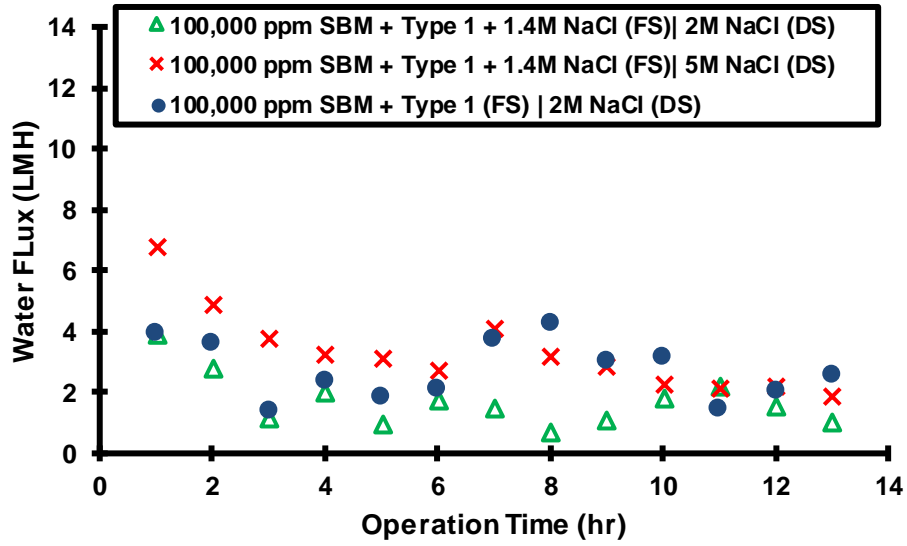 100,000 ppm SBM + Type 1 + 1.4M NaCl (FS)| 2M NaCl (DS)
100,000 ppm SBM + Type 1 + 1.4M NaCl (FS)| 5M NaCl (DS)
100,000 ppm SBM + Type 1 (FS) | 2M NaCl (DS)
Water FLux (LMH)
14
12
10
8
6
4
2
0
0 2 4 6 8 10 12 14
Operation Time (hr)